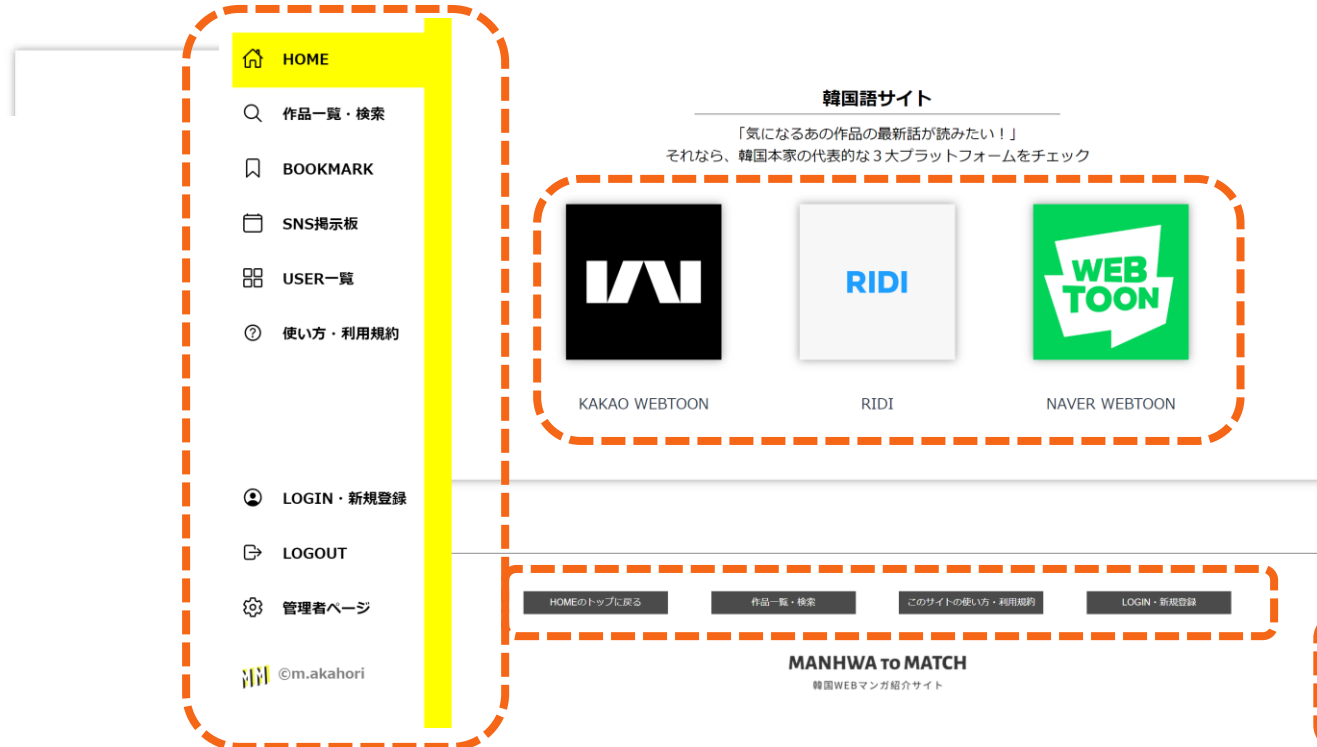 HOME
作品一覧・検索
BOOKMARK
SNS掲示板
USER一覧
使い方・利用規約
LOGIN・新規登録
LOGOUT
管理者ページ
©m.akahori
韓国語サイト
「気になるあの作品の最新話が読みたい！」
それなら、韓国本家の代表的な３大プラットフォームをチェック
RIDI
WEB
TOON
KAKAO WEBTOON
RIDI
NAVER WEBTOON
HOMEのトップに戻る
作品一覧・検索
このサイトの使い方・利用規約
LOGIN・新規登録
MANHWA TO MATCH
韓国WEBマンガ紹介サイト